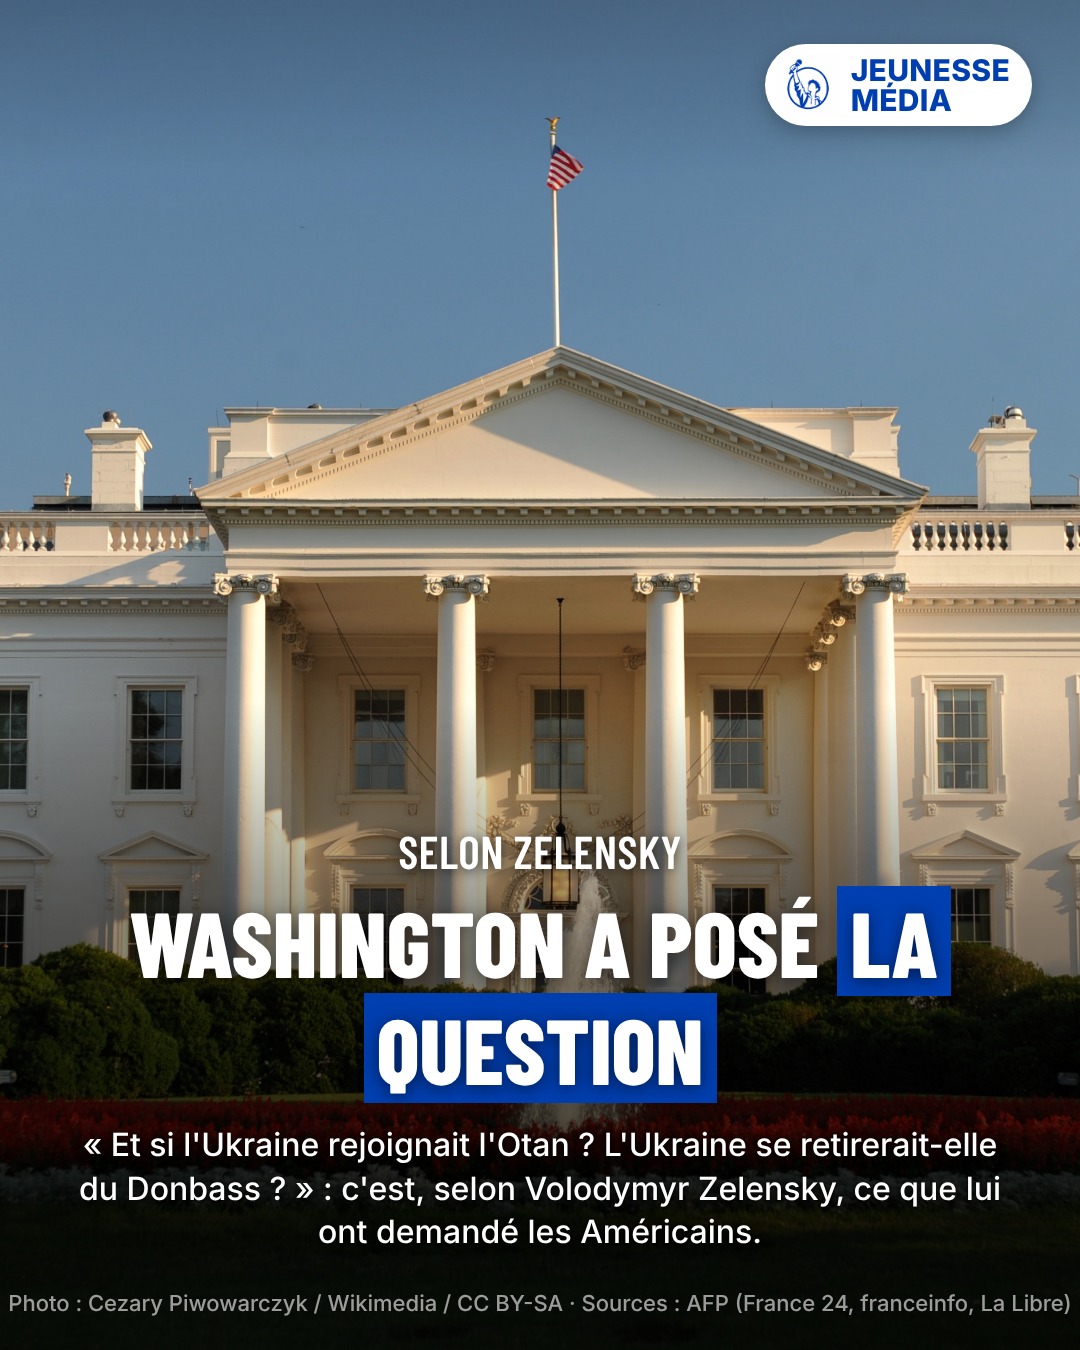 JEUNESSE
MÉDIA
SELON ZELENSKY
WASHINGTON A POSÉ LA
QUESTION
« Et si l'Ukraine rejoignait l'Otan ? L'Ukraine se retirerait-elle
du Donbass ? » : c'est, selon Volodymyr Zelensky, ce que lui
ont demandé les Américains.
Photo : Cezary Piwowarczyk / Wikimedia / CC BY-SA · Sources : AFP (France 24, franceinfo, La Libre)